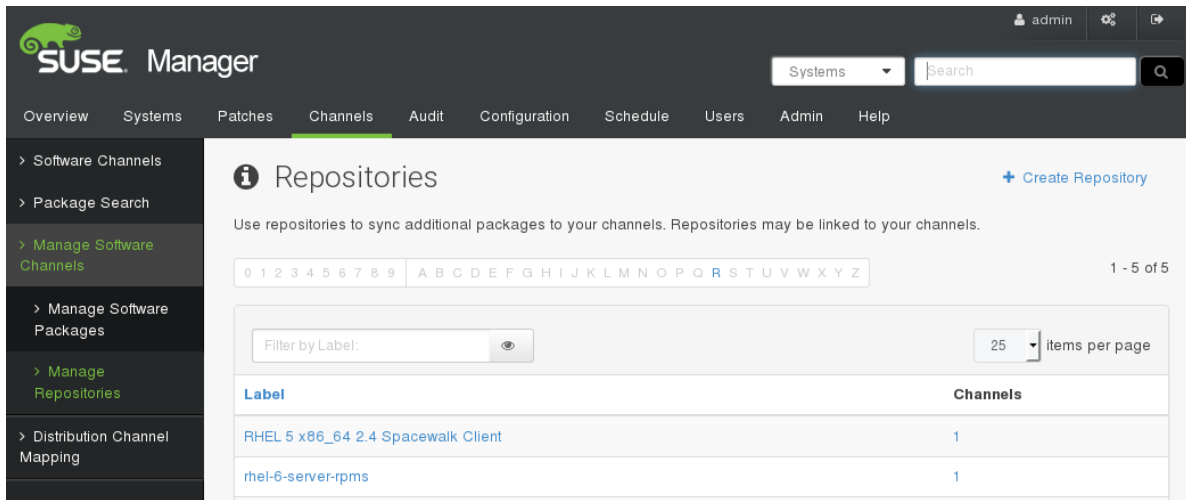 admin
SUSE. Manager
Systems
Search
Overview Systems Patches Channels Audit Configuration Schedule Users Admin Help
> Software Channels
> Package Search
> Manage Software
Channels
> Manage Software
Packages
> Manage
Repositories
> Distribution Channel
Mapping
Repositories
+ Create Repository
Use repositories to sync additional packages to your channels. Repositories may be linked to your channels.
0 1 2 3 4 5 6 7 8 9 A B C D E F G H I J K L M N O P Q R S T U V W X Y Z
1 - 5 of 5
Filter by Label:
25 items per page
Label Channels
RHEL 5 x86_64 2.4 Spacewalk Client 1
rhel-6-server-rpms 1